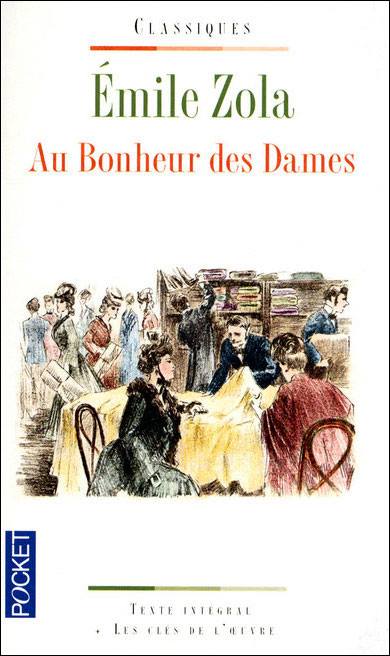 CLASSIQUES
Émile Zola
Au Bonheur des Dames
POCKET
TEXTE INTÉGRAL
+ LES CLÉS DE L'ŒUVRE